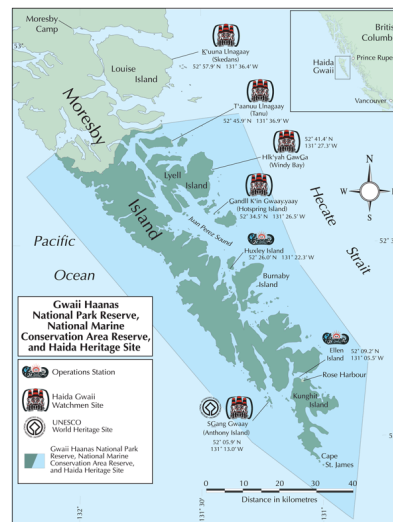 Moresby
Camp
53°
K'uuna Llnagaay
(Skedans)
52° 57.9' N 131° 36.4' W
Louise
Island
British
Columb
Haida
Gwaii
Prince Rupe
Vancouver
T'aanuu Llnagaay
(Tanu)
52° 45.9' N 131° 36.9' W
Moresby
Island
52° 41.4' N
131° 27.3' W
Hlk'yah GawGa
(Windy Bay)
Lyell
Island
Gandll K'in Gwaay.yaay
(Hotspring Island)
52° 34.5' N 131° 26.5' W
N
W
E
S
Hecate
Strait
Juan Perez Sound
Pacific
Ocean
Huxley Island
52° 26.0' N 131° 22.3' W
52° 3
Burnaby
Island
Gwaii Haanas
National Park Reserve,
National Marine
Conservation Area Reserve,
and Haida Heritage Site
Operations Station
Haida Gwaii
Watchmen Site
UNESCO
World Heritage Site
Gwaii Haanas National Park
Reserve, National Marine
Conservation Area Reserve,
and Haida Heritage Site
Ellen
Island
52° 09.2' N
131° 05.5' W
Rose Harbour
Kunghit
Island
SGang Gwaay
(Anthony Island)
52° 05.9' N
131° 13.0' W
Cape
St. James
52
0 10 20 30 40
Distance in kilometres
132°
131° 30'
131°